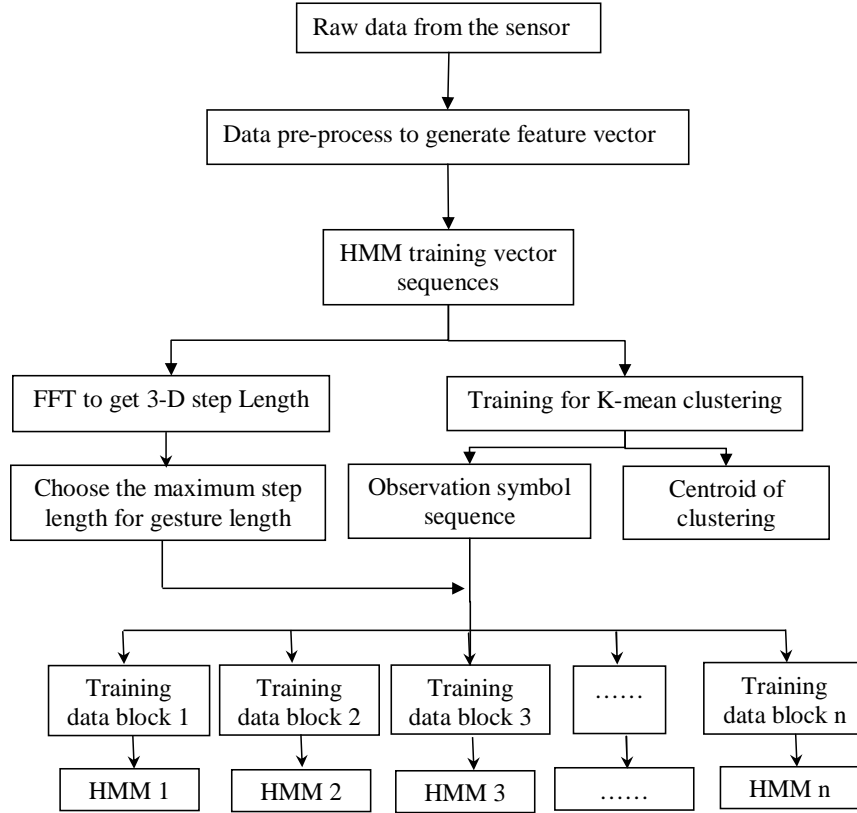 Raw data from the sensor
Data pre-process to generate feature vector
HMM training vector
sequences
FFT to get 3-D step Length
Training for K-mean clustering
Choose the maximum step
length for gesture length
Observation symbol
sequence
Centroid of
clustering
Training
data block 1
Training
data block 2
Training
data block 3
……
Training
data block n
HMM 1
HMM 2
HMM 3
……
HMM n